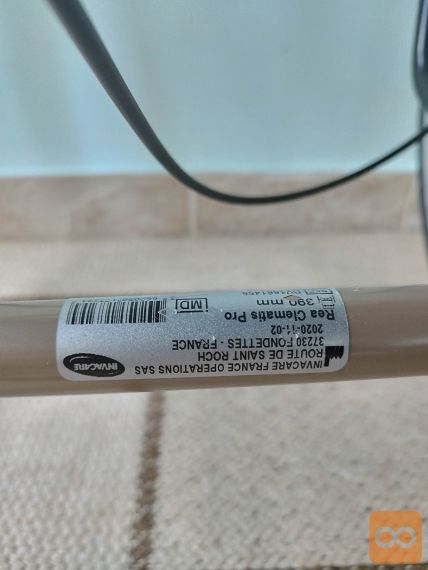 INVACARE
INVACARE FRANCE OPERATIONS SAS
ROUTE DE SAINT ROCH
37230 FONDETTES - FRANCE
2020-11-02
Rea Clematis Pro
390 mm
MD